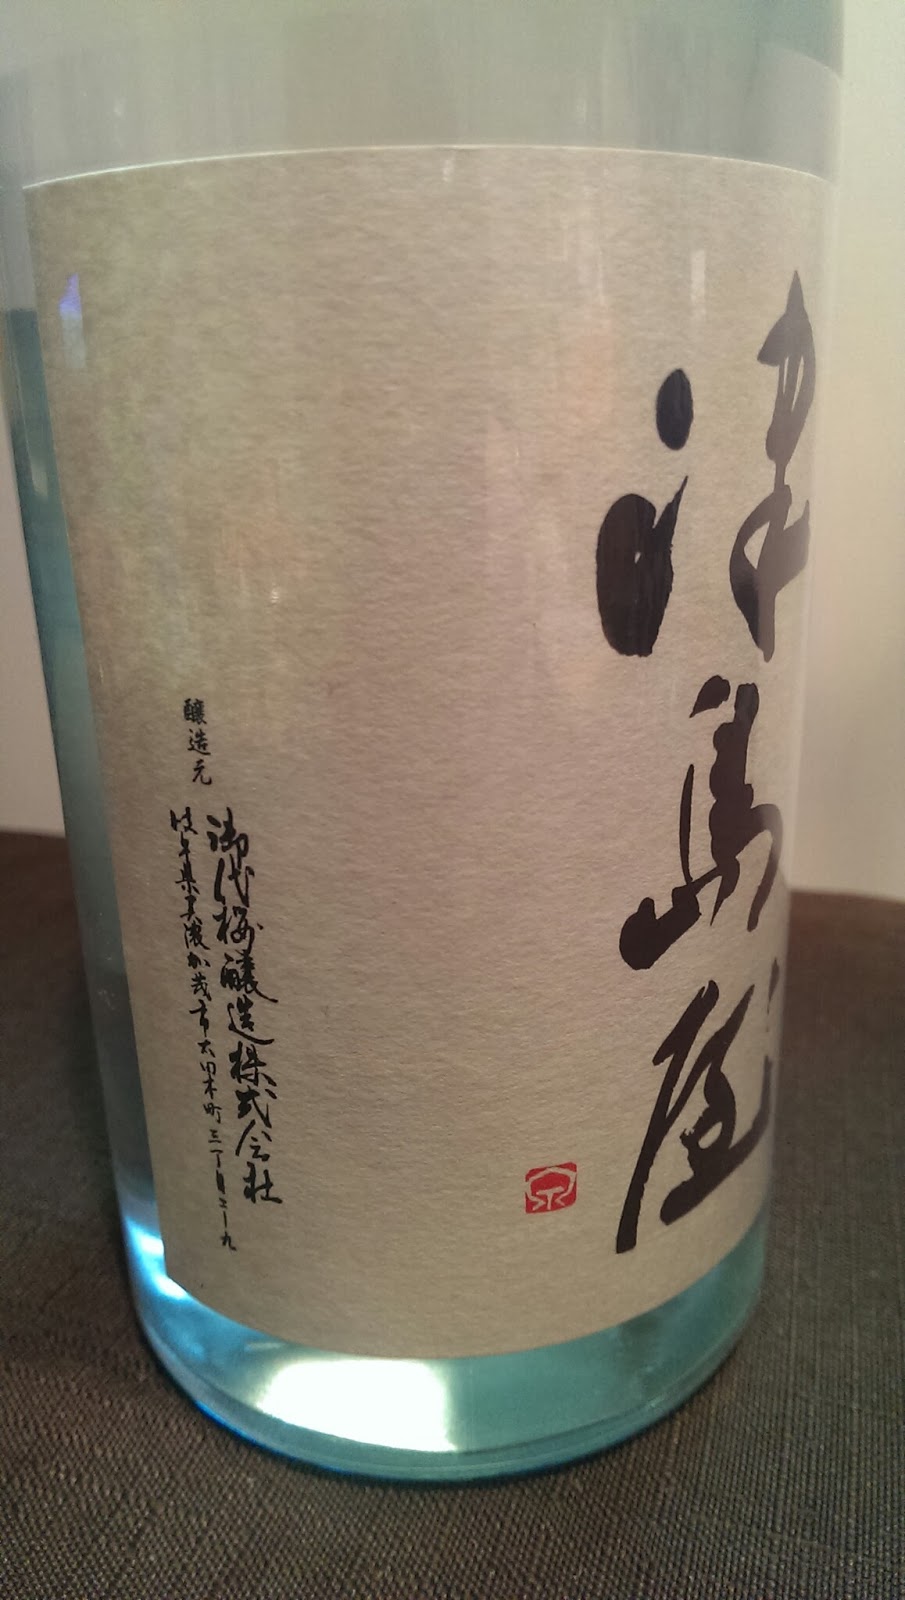 津島屋
醸造元
御代桜醸造株式会社
岐阜県美濃加茂市太田本町三丁目二ー九